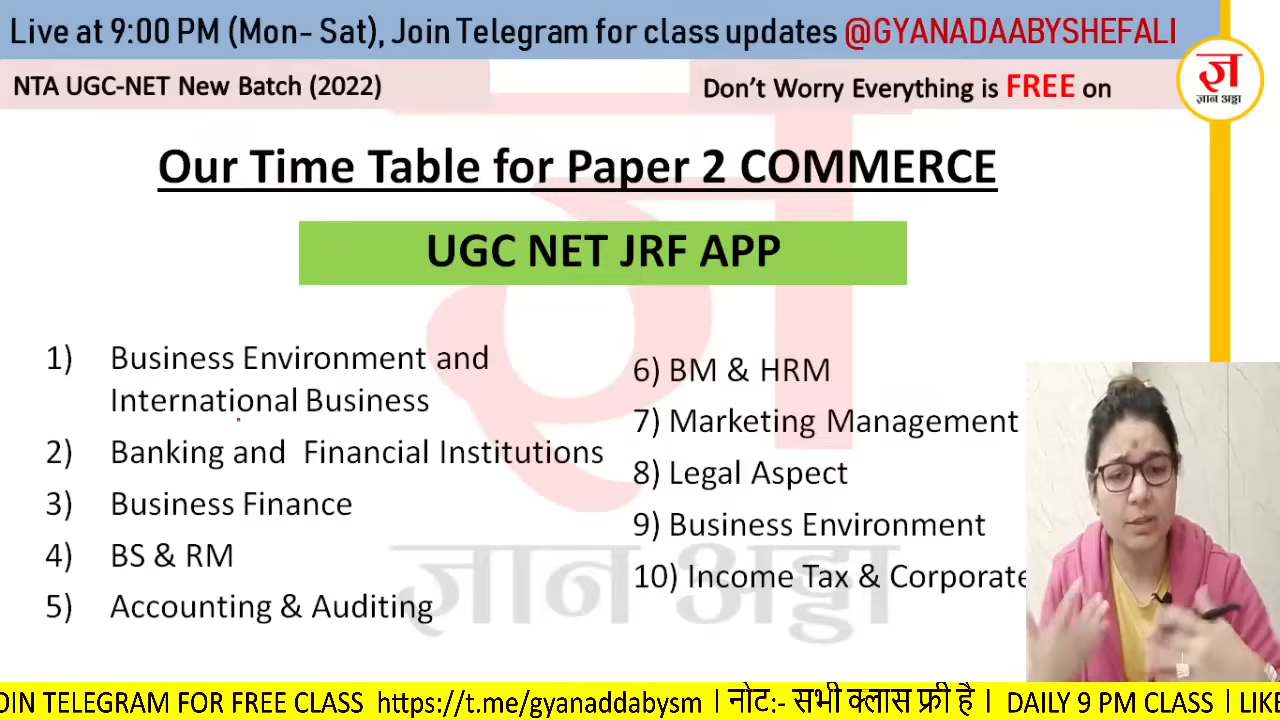 Live at 9:00 PM (Mon- Sat), Join Telegram for class updates @GYANADAABYSHEFALI
NTA UGC-NET New Batch (2022)
Don't Worry Everything is FREE on
ज्ञ
ज्ञान अड्डा
Our Time Table for Paper 2 COMMERCE
UGC NET JRF APP
1) Business Environment and
International Business
2) Banking and Financial Institutions
3) Business Finance
4) BS & RM
5) Accounting & Auditing
6) BM & HRM
7) Marketing Management
8) Legal Aspect
9) Business Environment
10) Income Tax & Corporate
ज्ञ
ज्ञान अड्डा
OIN TELEGRAM FOR FREE CLASS https://t.me/gyanaddabysm । नोट:- सभी क्लास फ्री है । DAILY 9 PM CLASS । LIKE